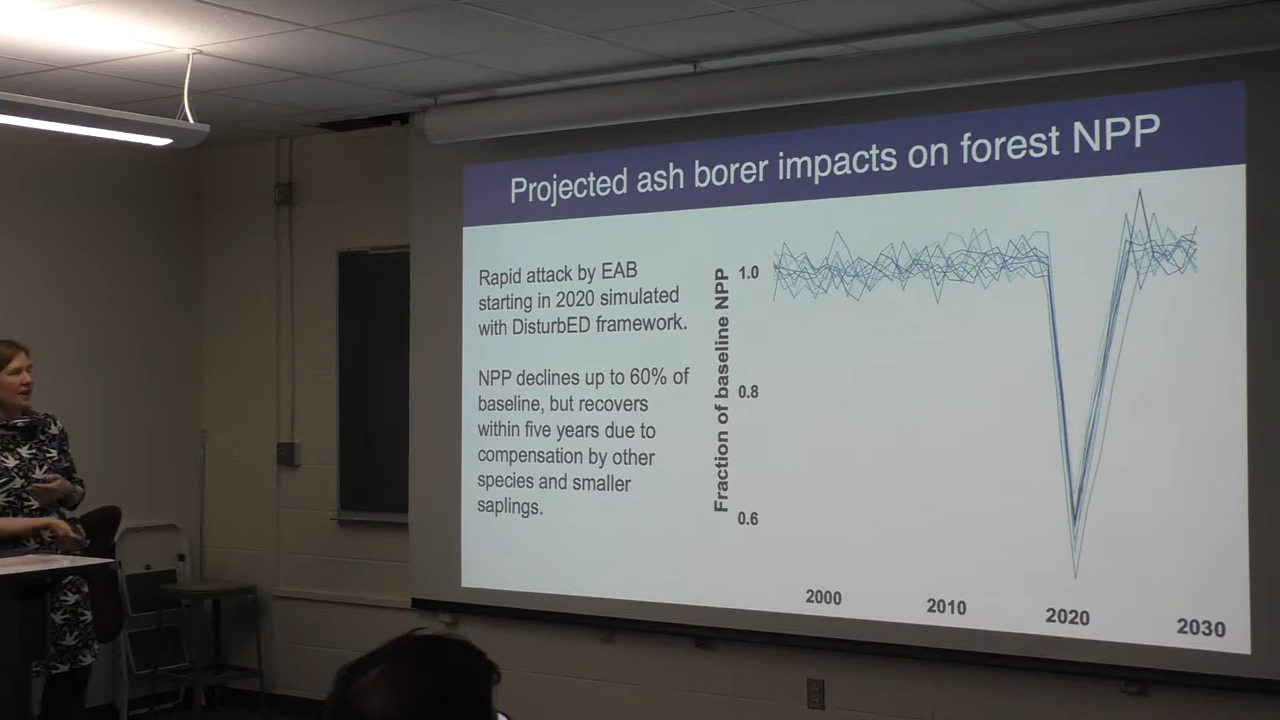 Projected ash borer impacts on forest NPP
Rapid attack by EAB
starting in 2020 simulated
with DisturbED framework.
NPP declines up to 60% of
baseline, but recovers
within five years due to
compensation by other
species and smaller
saplings.
Fraction of baseline NPP
1.0
0.8
0.6
2000
2010
2020
2030